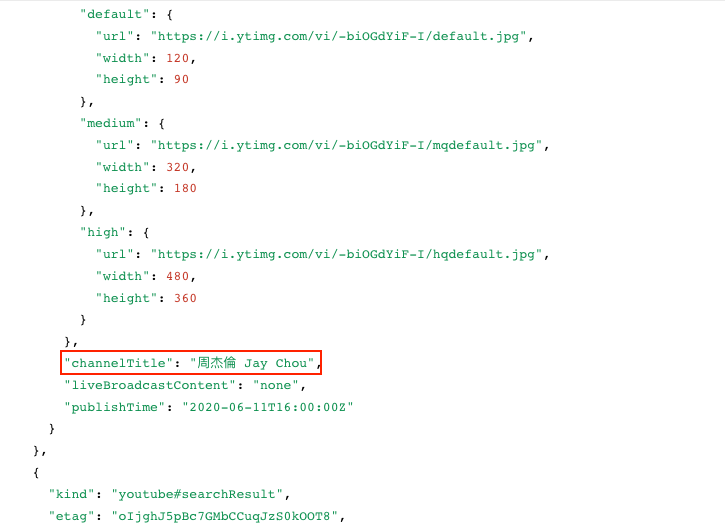 "default": {
"url": "https://i.ytimg.com/vi/-biOGdYiF-I/default.jpg",
"width": 120,
"height": 90
},
"medium": {
"url": "https://i.ytimg.com/vi/-biOGdYiF-I/mqdefault.jpg",
"width": 320,
"height": 180
},
"high": {
"url": "https://i.ytimg.com/vi/-biOGdYiF-I/hqdefault.jpg",
"width": 480,
"height": 360
}
},
"channelTitle": "周杰倫 Jay Chou",
"liveBroadcastContent": "none",
"publishTime": "2020-06-11T16:00:00Z"
}
},
{
"kind": "youtube#searchResult",
"etag": "oIjghJ5pBc7GMbCCuqJzS0kOOT8",